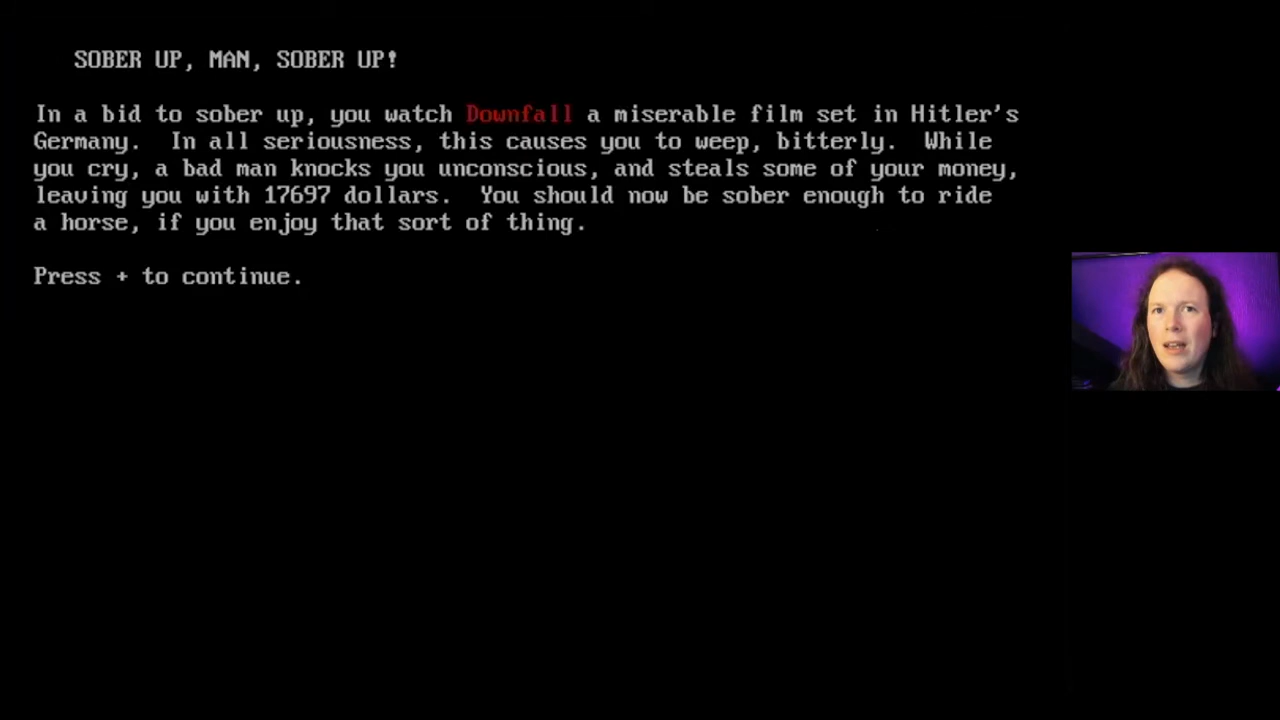 SOBER UP, MAN, SOBER UP!
In a bid to sober up, you watch Downfall a miserable film set in Hitler's
Germany. In all seriousness, this causes you to weep, bitterly. While
you cry, a bad man knocks you unconscious, and steals some of your money,
leaving you with 17697 dollars. You should now be sober enough to ride
a horse, if you enjoy that sort of thing.
Press + to continue.